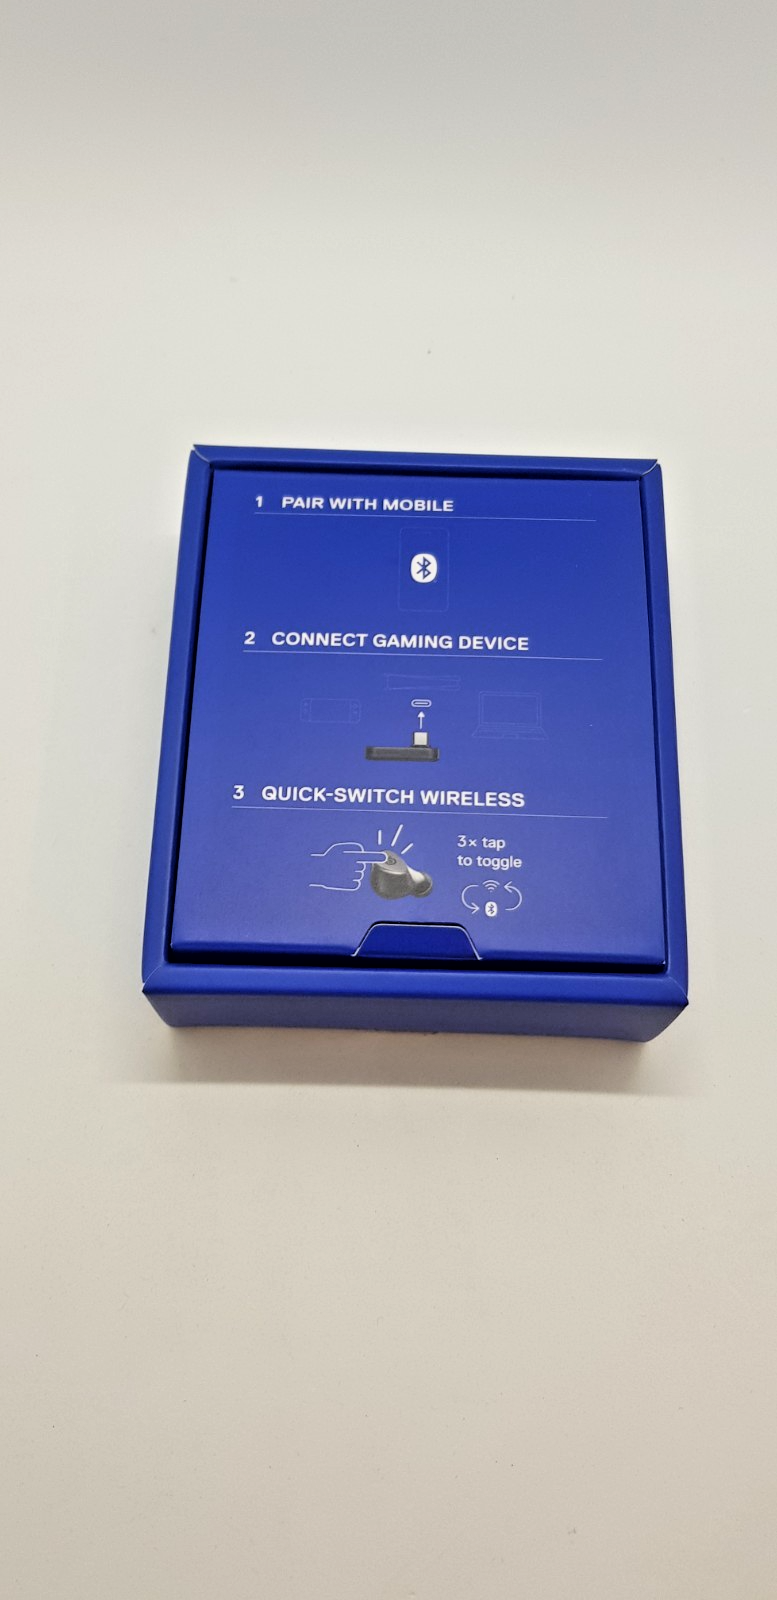 1 PAIR WITH MOBILE
2 CONNECT GAMING DEVICE
3 QUICK-SWITCH WIRELESS
3× tap
to toggle